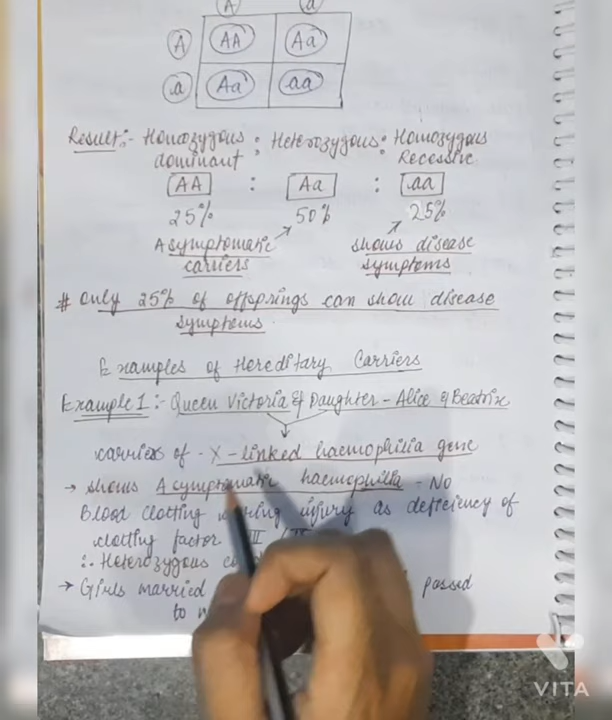 A a
A AA Aa
a Aa aa
Result:- Homozygous : Heterozygous : Homozygous
dominant Recessive
AA : Aa : aa
25% 50% 25%
Asymptomatic shows disease
carriers symptoms
# Only 25% of offsprings can show disease
symptoms.
Examples of Hereditary Carriers
Example 1:- Queen Victoria & Daughter - Alice & Beatrix
carriers of - X - linked haemophilia gene
→ shows Asymptomatic haemophilia - No
Blood clotting during injury as deficiency of
clotting factor
∴ Heterozygous
→ Girls married passed
to
VITA